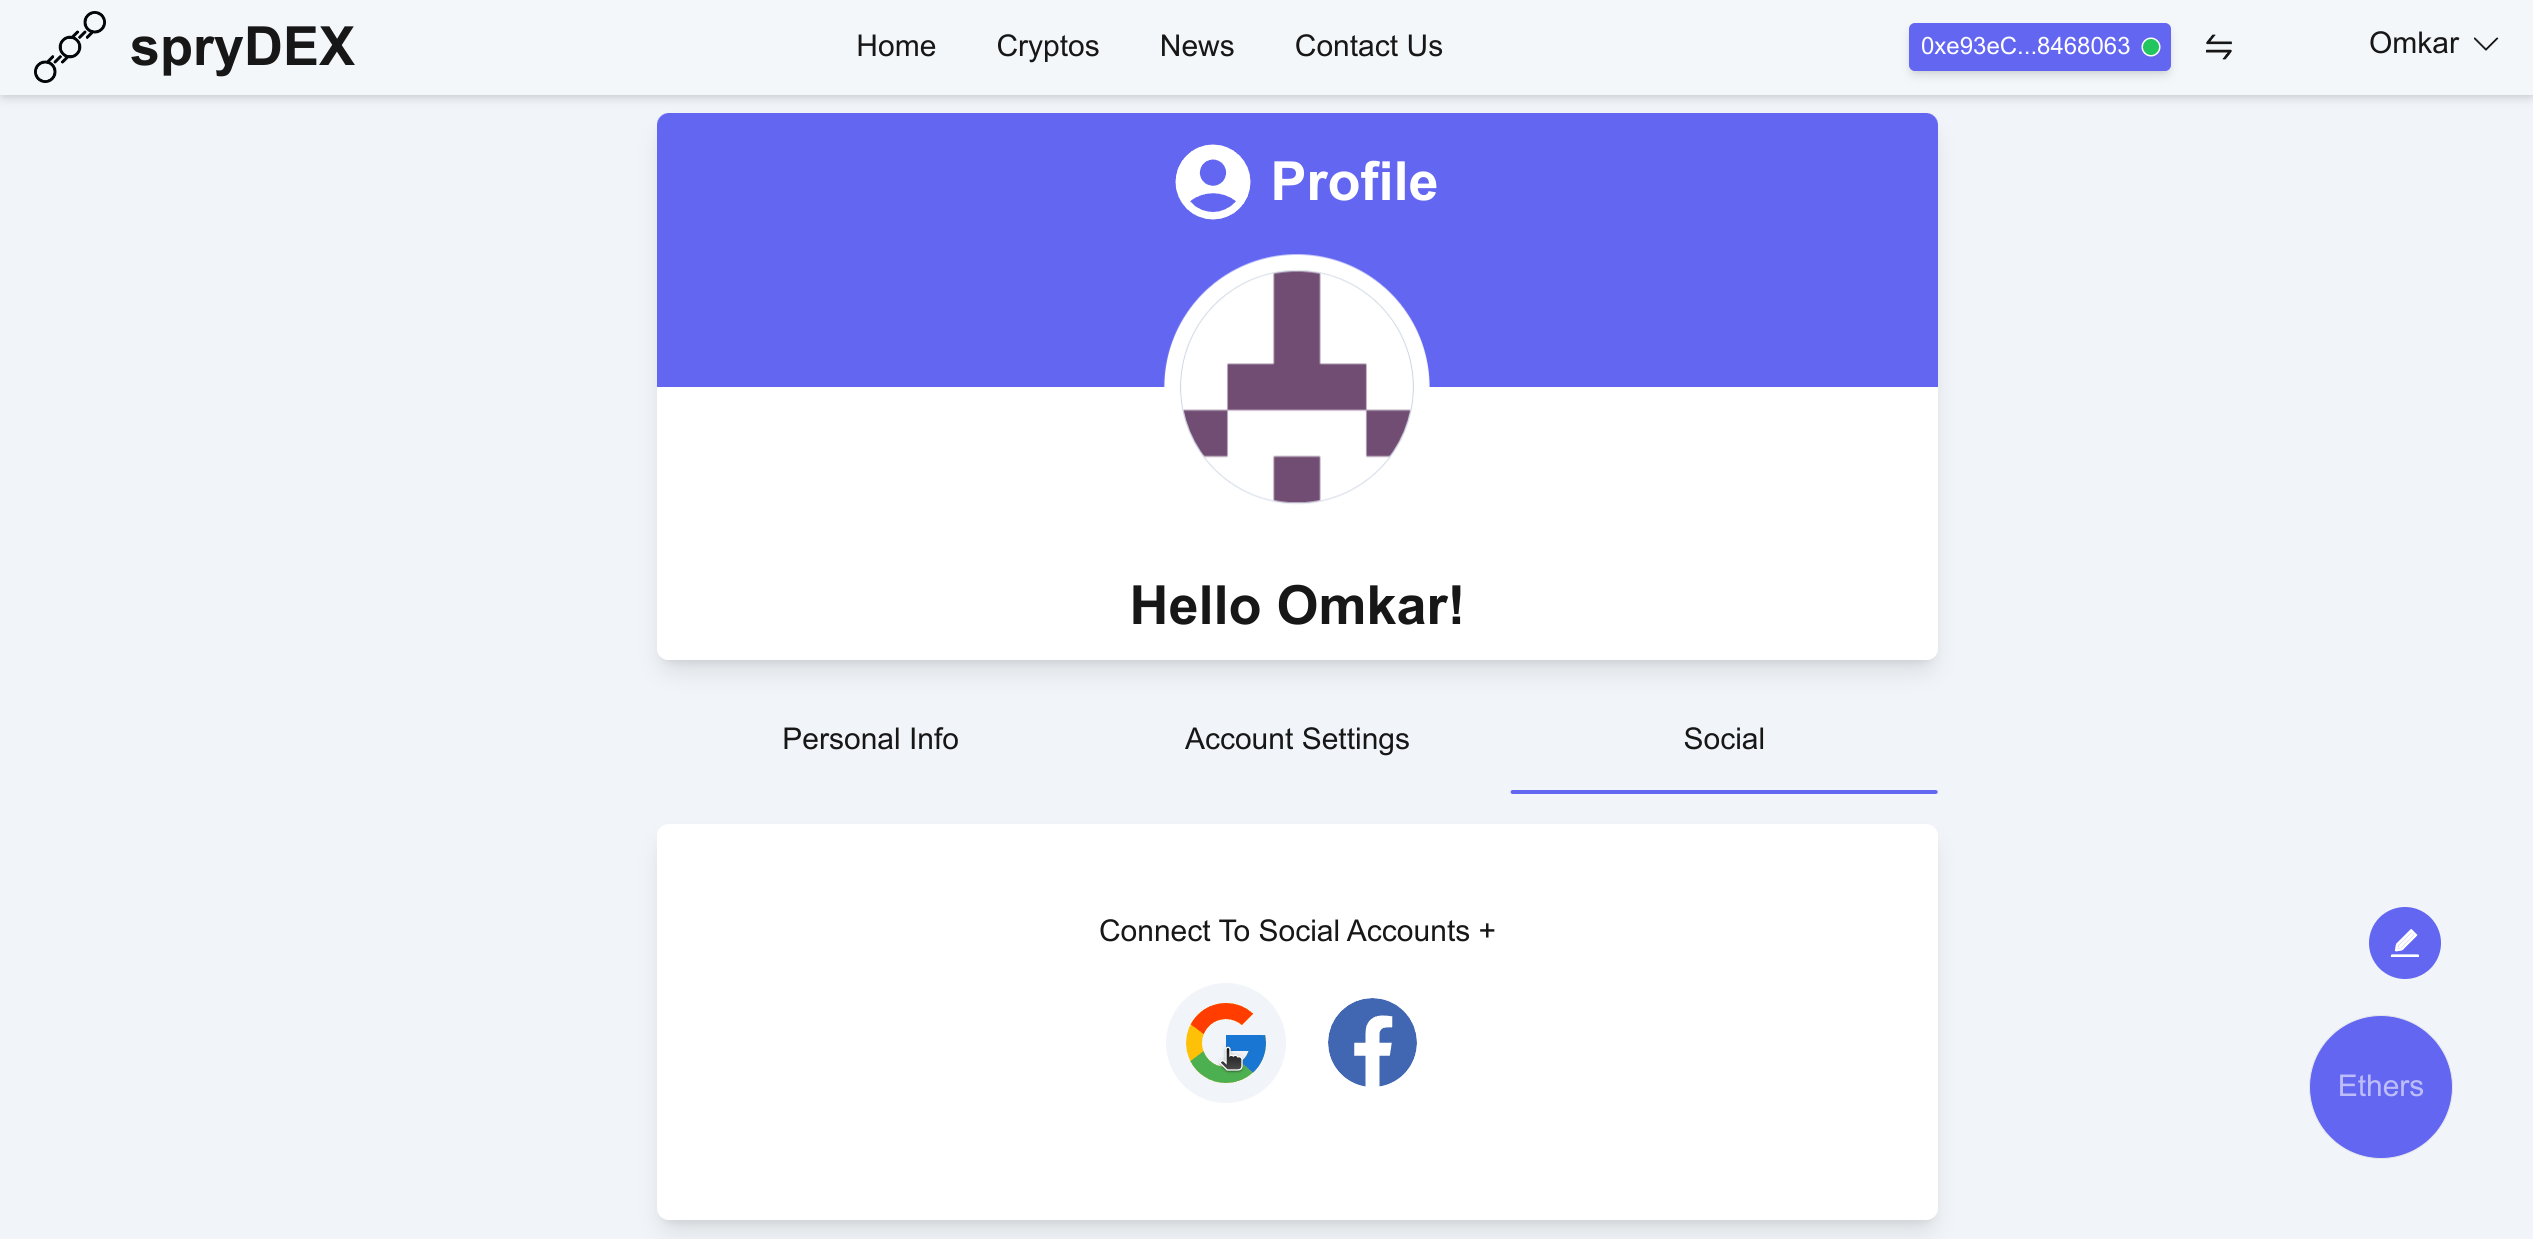 spryDEX
Home
Cryptos
News
Contact Us
0xe93eC...8468063
Omkar
Profile
Hello Omkar!
Personal Info
Account Settings
Social
Connect To Social Accounts +
Ethers